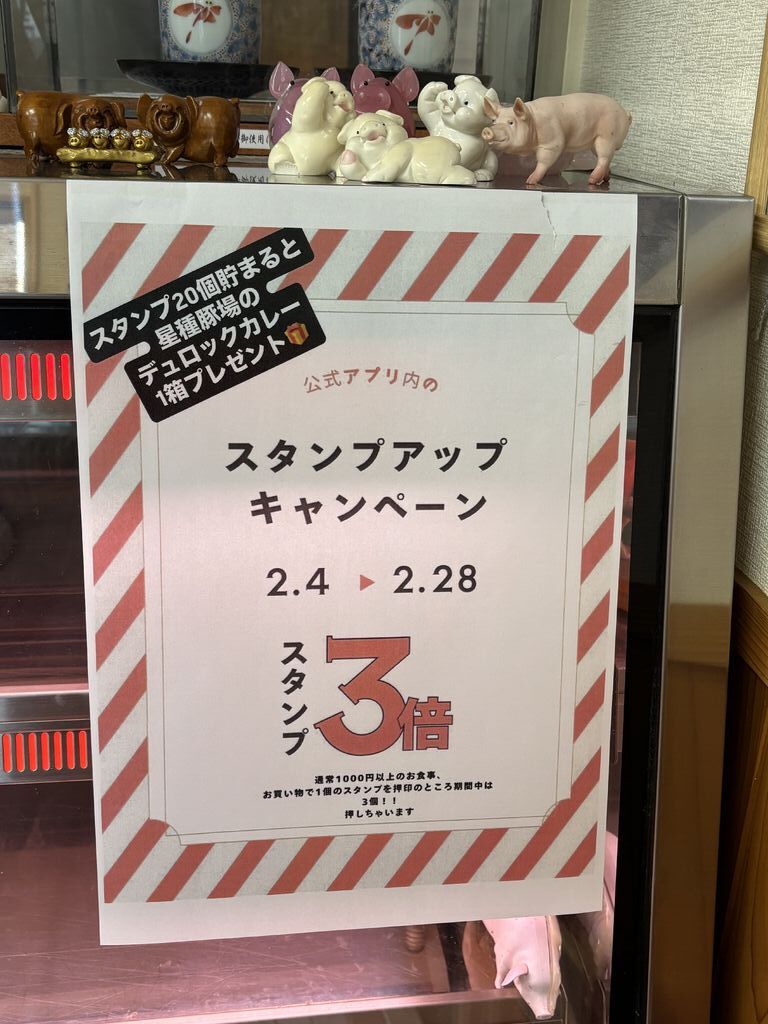 スタンプ20個貯まると
星種豚場の
デュロックカレー
1箱プレゼント🎁
公式アプリ内の
スタンプアップ
キャンペーン
2.4 ▶ 2.28
スタンプ
3倍
通常1000円以上のお食事、
お買い物で1個のスタンプを押印のところ期間中は
3個！！
押しちゃいます